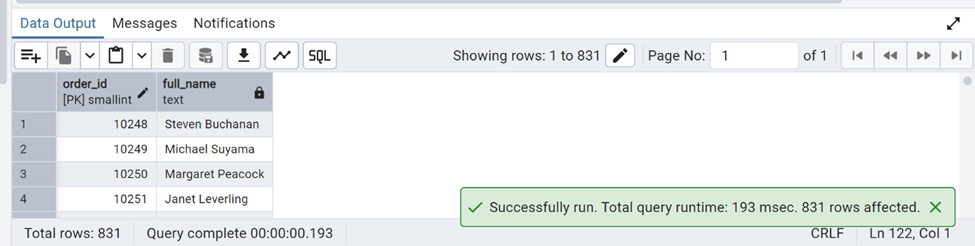 Data Output Messages Notifications
SQL Showing rows: 1 to 831 Page No: 1 of 1
order_id full_name
[PK] smallint text
1 10248 Steven Buchanan
2 10249 Michael Suyama
3 10250 Margaret Peacock
4 10251 Janet Leverling
Successfully run. Total query runtime: 193 msec. 831 rows affected.
Total rows: 831 Query complete 00:00:00.193 CRLF Ln 122, Col 1